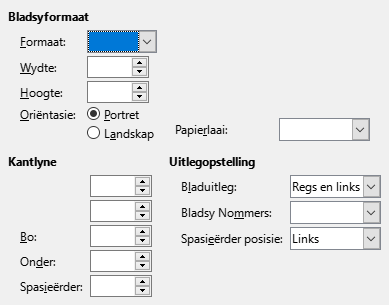 Bladsyformaat
Formaat:
Wydte:
Hoogte:
Oriëntasie: Portret
Landskap
Papierlaai:
Kantlyne
Uitlegopstelling
Bladuitleg: Regs en links
Bladsy Nommers:
Bo:
Spasieërder posisie: Links
Onder:
Spasieërder: